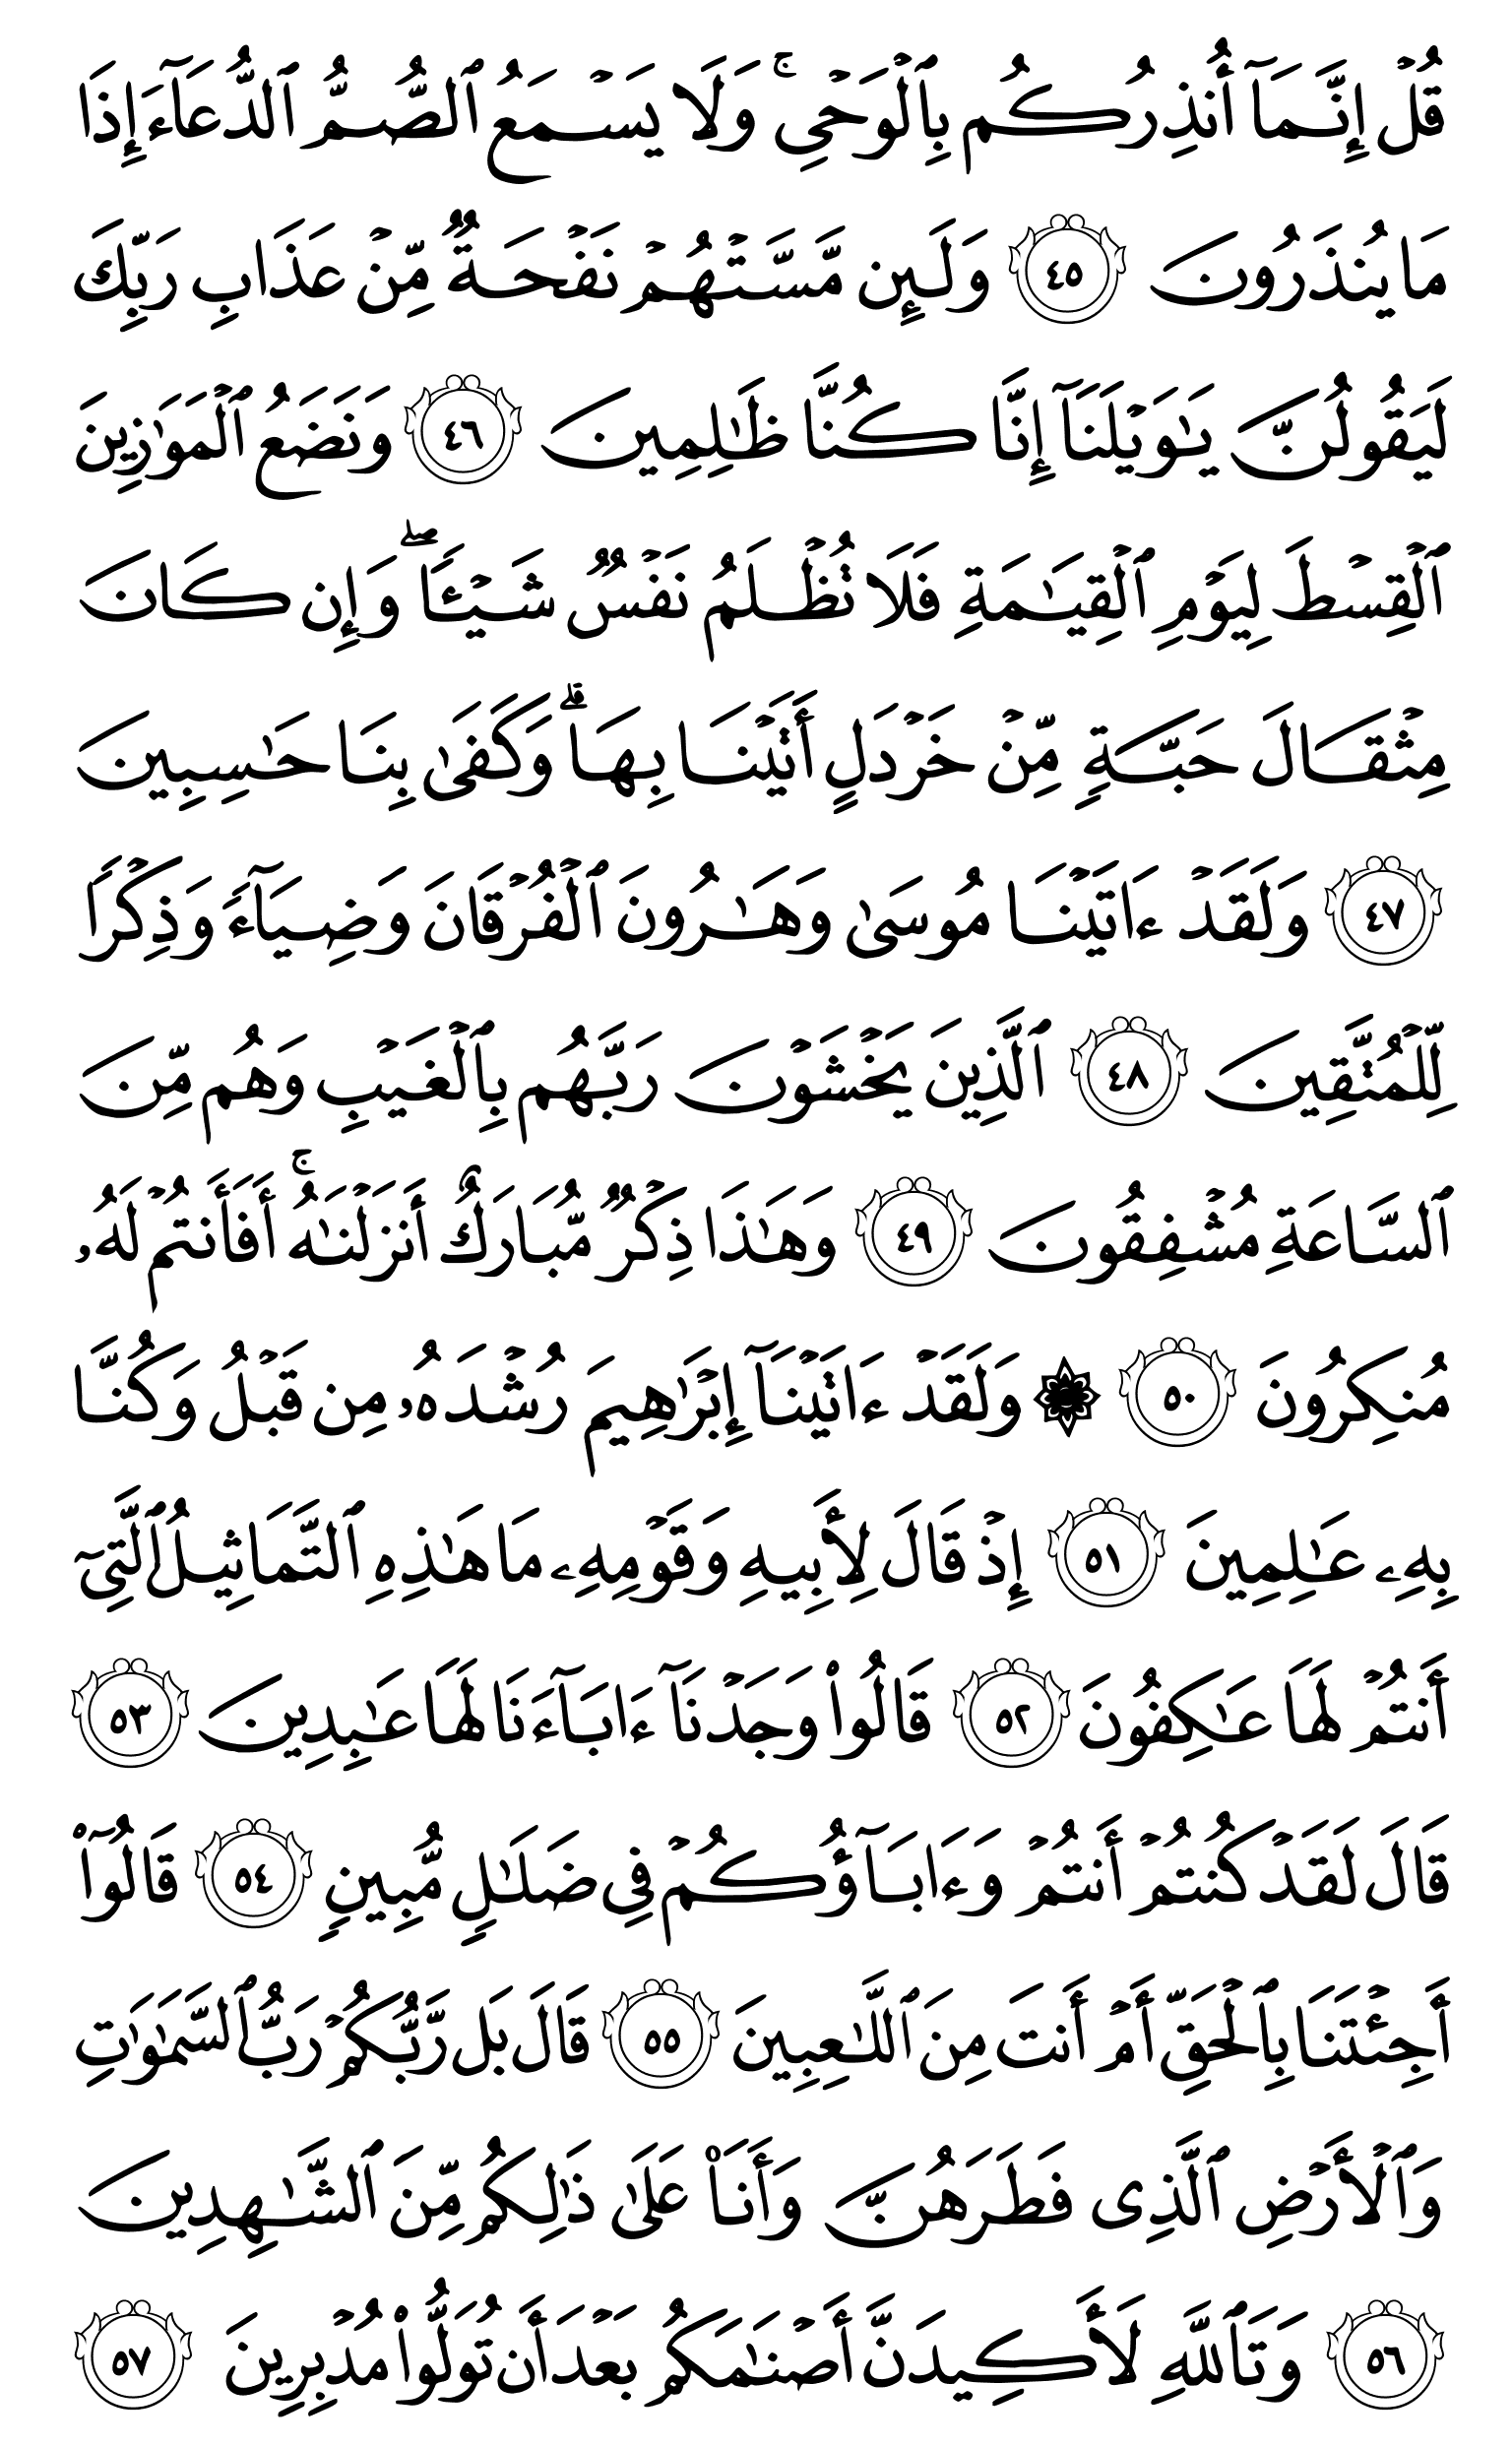 قُلۡ إِنَّمَآ أُنذِرُكُم بِٱلۡوَحۡيِۚ وَلَا يَسۡمَعُ ٱلصُّمُّ ٱلدُّعَآءَ إِذَا
مَا يُنذَرُونَ ٤٥ وَلَئِن مَّسَّتۡهُمۡ نَفۡحَةٞ مِّنۡ عَذَابِ رَبِّكَ
لَيَقُولُنَّ يَٰوَيۡلَنَآ إِنَّا كُنَّا ظَٰلِمِينَ ٤٦ وَنَضَعُ ٱلۡمَوَٰزِينَ
ٱلۡقِسۡطَ لِيَوۡمِ ٱلۡقِيَٰمَةِ فَلَا تُظۡلَمُ نَفۡسٞ شَيۡـٔٗاۖ وَإِن كَانَ
مِثۡقَالَ حَبَّةٖ مِّنۡ خَرۡدَلٍ أَتَيۡنَا بِهَاۗ وَكَفَىٰ بِنَا حَٰسِبِينَ
٤٧ وَلَقَدۡ ءَاتَيۡنَا مُوسَىٰ وَهَٰرُونَ ٱلۡفُرۡقَانَ وَضِيَآءٗ وَذِكۡرٗا
لِّلۡمُتَّقِينَ ٤٨ ٱلَّذِينَ يَخۡشَوۡنَ رَبَّهُم بِٱلۡغَيۡبِ وَهُم مِّنَ
ٱلسَّاعَةِ مُشۡفِقُونَ ٤٩ وَهَٰذَا ذِكۡرٞ مُّبَارَكٌ أَنزَلۡنَٰهُۚ أَفَأَنتُمۡ لَهُۥ
مُنكِرُونَ ٥٠ ۞ وَلَقَدۡ ءَاتَيۡنَآ إِبۡرَٰهِيمَ رُشۡدَهُۥ مِن قَبۡلُ وَكُنَّا
بِهِۦ عَٰلِمِينَ ٥١ إِذۡ قَالَ لِأَبِيهِ وَقَوۡمِهِۦ مَا هَٰذِهِ ٱلتَّمَاثِيلُ ٱلَّتِيٓ
أَنتُمۡ لَهَا عَٰكِفُونَ ٥٢ قَالُواْ وَجَدۡنَآ ءَابَآءَنَا لَهَا عَٰبِدِينَ ٥٣
قَالَ لَقَدۡ كُنتُمۡ أَنتُمۡ وَءَابَآؤُكُمۡ فِي ضَلَٰلٖ مُّبِينٖ ٥٤ قَالُوٓاْ
أَجِئۡتَنَا بِٱلۡحَقِّ أَمۡ أَنتَ مِنَ ٱللَّٰعِبِينَ ٥٥ قَالَ بَل رَّبُّكُمۡ رَبُّ ٱلسَّمَٰوَٰتِ
وَٱلۡأَرۡضِ ٱلَّذِي فَطَرَهُنَّ وَأَنَا۠ عَلَىٰ ذَٰلِكُم مِّنَ ٱلشَّٰهِدِينَ
٥٦ وَتَٱللَّهِ لَأَكِيدَنَّ أَصۡنَٰمَكُم بَعۡدَ أَن تُوَلُّواْ مُدۡبِرِينَ ٥٧